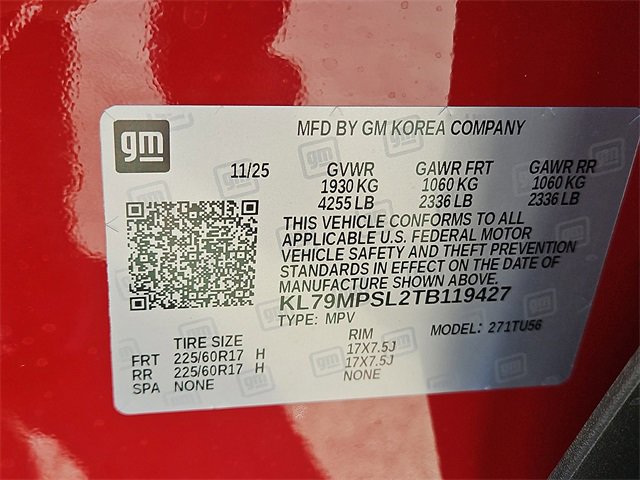 gm
MFD BY GM KOREA COMPANY
11/25 GVWR GAWR FRT GAWR RR
1930 KG 1060 KG 1060 KG
4255 LB 2336 LB 2336 LB
THIS VEHICLE CONFORMS TO ALL
APPLICABLE U.S. FEDERAL MOTOR
VEHICLE SAFETY AND THEFT PREVENTION
STANDARDS IN EFFECT ON THE DATE OF
MANUFACTURE SHOWN ABOVE.
KL79MPSL2TB119427
TYPE: MPV MODEL: 271TU56
TIRE SIZE RIM
FRT 225/60R17 H 17X7.5J
RR 225/60R17 H 17X7.5J
SPA NONE NONE